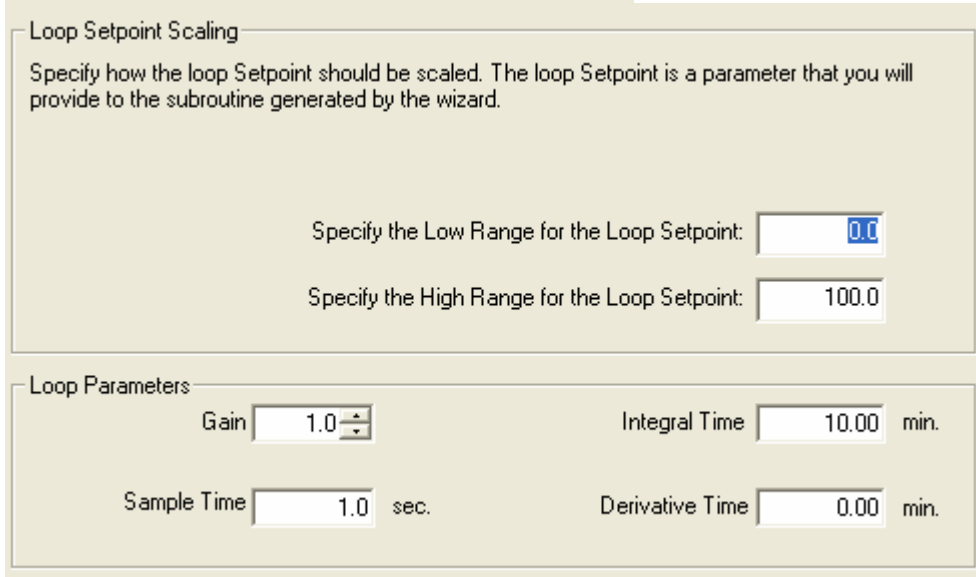 Loop Setpoint Scaling
Specify how the loop Setpoint should be scaled. The loop Setpoint is a parameter that you will
provide to the subroutine generated by the wizard.
Specify the Low Range for the Loop Setpoint: 0.0
Specify the High Range for the Loop Setpoint: 100.0
Loop Parameters
Gain 1.0 Integral Time 10.00 min.
Sample Time 1.0 sec. Derivative Time 0.00 min.